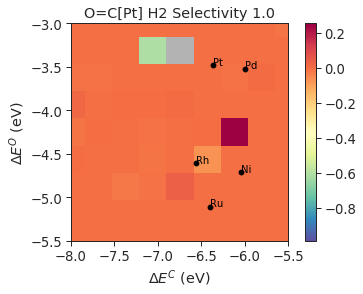 O=C[Pt] H2 Selectivity 1.0
−3.0
−3.5
−4.0
−4.5
−5.0
−5.5
ΔE^O (eV)
Pt
Pd
Rh
Ni
Ru
−8.0 −7.5 −7.0 −6.5 −6.0 −5.5
ΔE^C (eV)
0.2
0.0
−0.2
−0.4
−0.6
−0.8